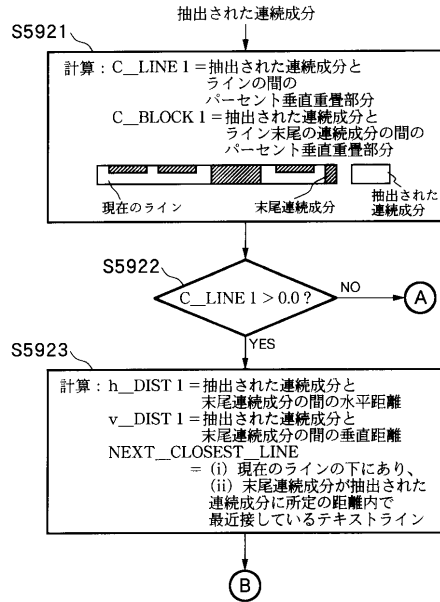 抽出された連続成分
S5921
計算：C__LINE 1＝抽出された連続成分と
ラインの間の
パーセント垂直重畳部分
C__BLOCK 1＝抽出された連続成分と
ライン末尾の連続成分の間の
パーセント垂直重畳部分
現在のライン
末尾連続成分
抽出された
連続成分
S5922
C__LINE 1 > 0.0 ?
NO
A
YES
S5923
計算：h__DIST 1＝抽出された連続成分と
末尾連続成分の間の水平距離
v__DIST 1＝抽出された連続成分と
末尾連続成分の間の垂直距離
NEXT__CLOSEST__LINE
＝(i) 現在のラインの下にあり、
(ii) 末尾連続成分が抽出された
連続成分に所定の距離内で
最近接しているテキストライン
B